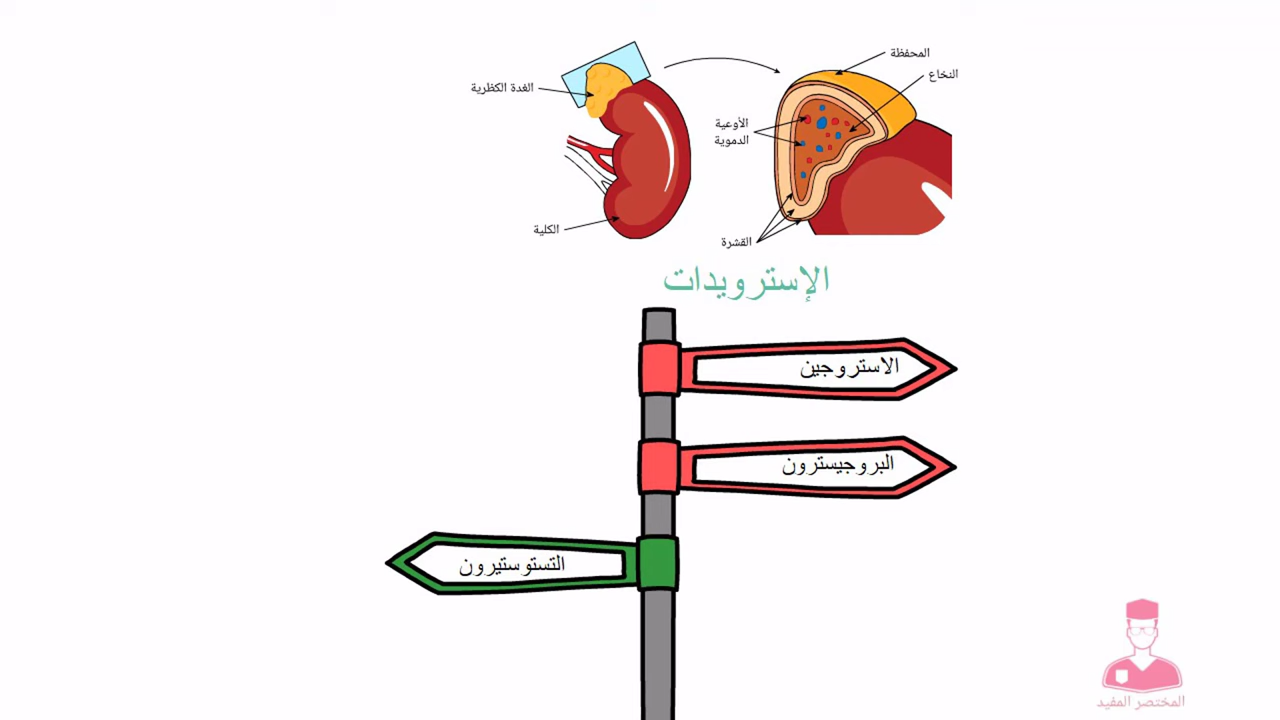 المحفظة
النخاع
الغدة الكظرية
الأوعية
الدموية
الكلية
القشرة
الإسترويدات
الاستروجين
البروجيسترون
التستوستيرون
المختصر المفيد